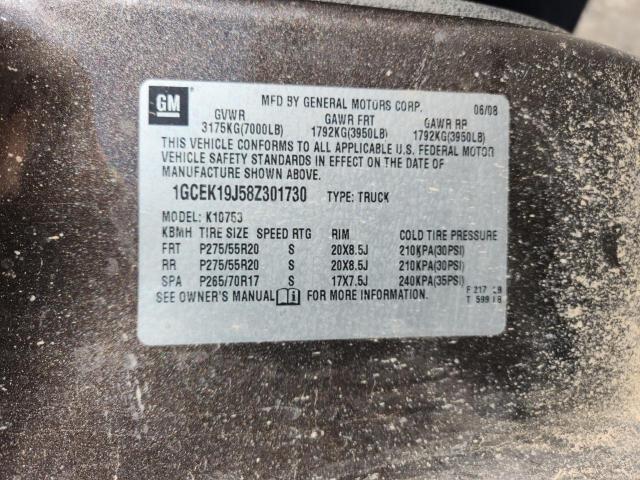 GM MFD BY GENERAL MOTORS CORP. 06/08
GVWR GAWR FRT GAWR RR
3175KG(7000LB) 1792KG(3950LB) 1792KG(3950LB)
THIS VEHICLE CONFORMS TO ALL APPLICABLE U.S. FEDERAL MOTOR
VEHICLE SAFETY STANDARDS IN EFFECT ON THE DATE OF
MANUFACTURE SHOWN ABOVE.
1GCEK19J58Z301730 TYPE: TRUCK
MODEL: K10753
KBMH TIRE SIZE SPEED RTG RIM COLD TIRE PRESSURE
FRT P275/55R20 S 20X8.5J 210KPA(30PSI)
RR P275/55R20 S 20X8.5J 210KPA(30PSI)
SPA P265/70R17 S 17X7.5J 240KPA(35PSI)
SEE OWNER'S MANUAL FOR MORE INFORMATION.
F 217
T 599